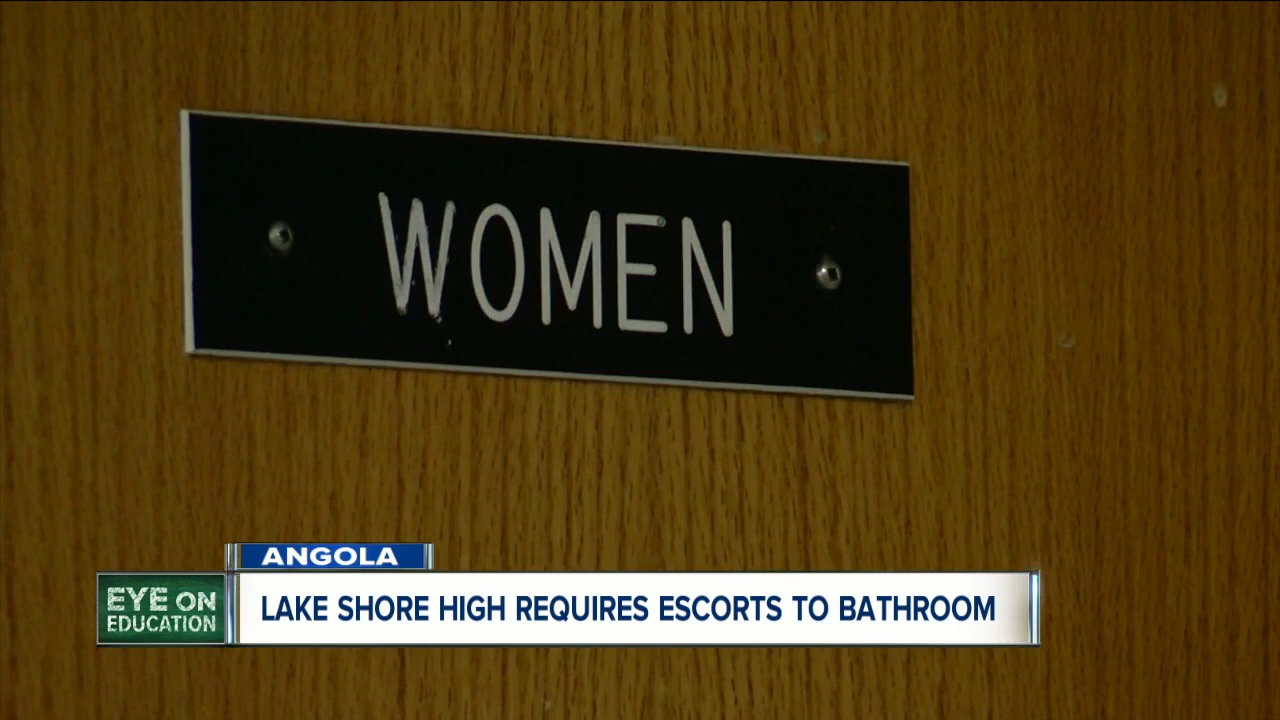 WOMEN
ANGOLA
EYE ON
EDUCATION
LAKE SHORE HIGH REQUIRES ESCORTS TO BATHROOM